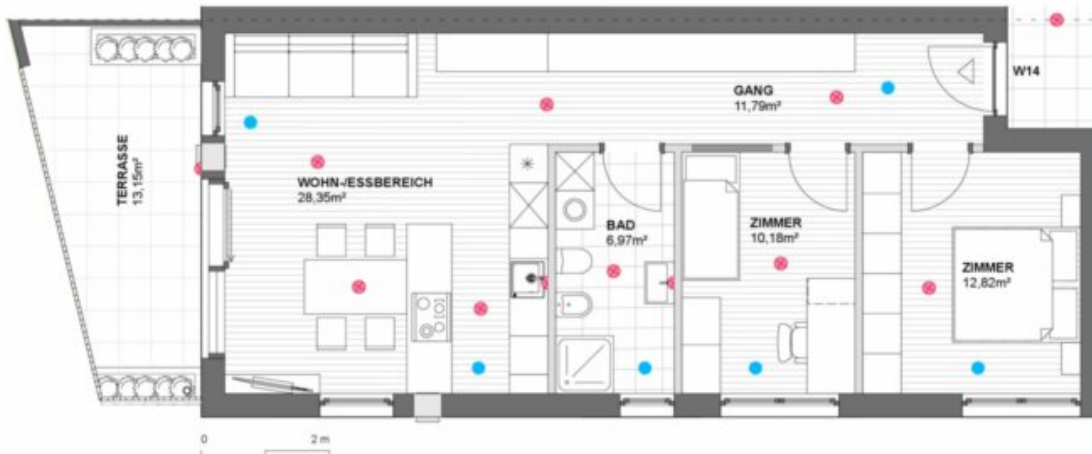 GANG
11,79m²
W14
TERRASSE
13,15m²
WOHN-/ESSBEREICH
28,35m²
BAD
6,97m²
ZIMMER
10,18m²
ZIMMER
12,82m²
0 2 m